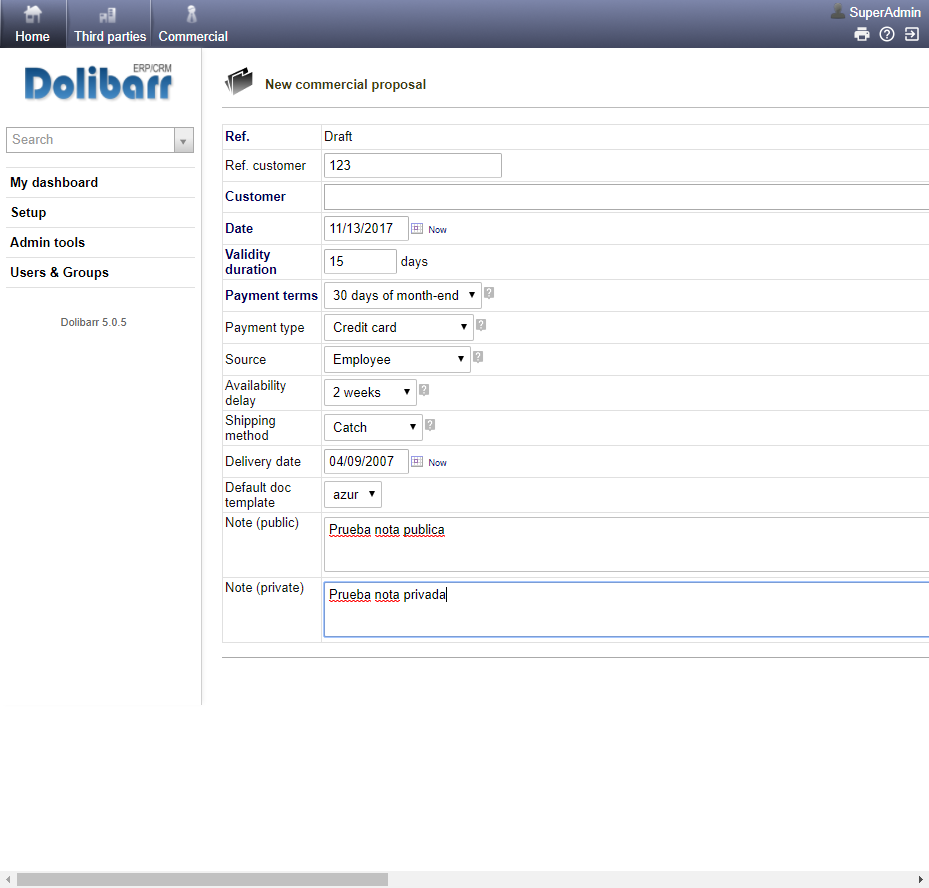 Home
Third parties
Commercial
SuperAdmin
Dolibarr ERP/CRM
Search
My dashboard
Setup
Admin tools
Users & Groups
Dolibarr 5.0.5
New commercial proposal
Ref. Draft
Ref. customer 123
Customer
Date 11/13/2017 Now
Validity
duration 15 days
Payment terms 30 days of month-end ?
Payment type Credit card ?
Source Employee ?
Availability
delay 2 weeks ?
Shipping
method Catch ?
Delivery date 04/09/2007 Now
Default doc
template azur
Note (public) Prueba nota publica
Note (private) Prueba nota privada